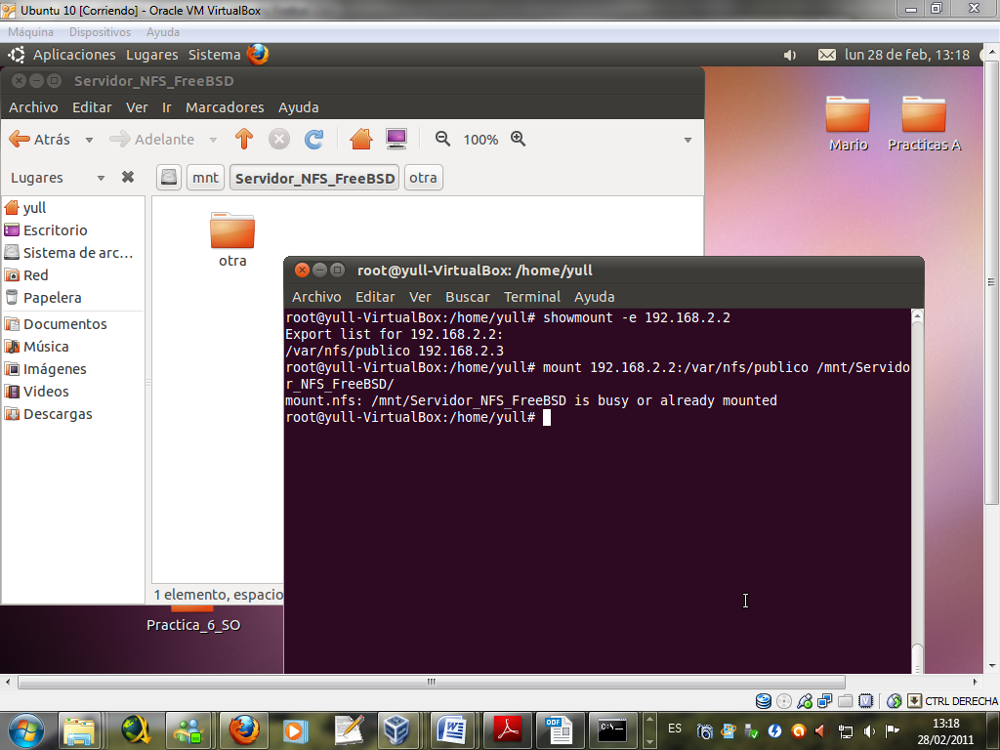 Ubuntu 10 [Corriendo] - Oracle VM VirtualBox
Máquina Dispositivos Ayuda
Aplicaciones Lugares Sistema lun 28 de feb, 13:18
Servidor_NFS_FreeBSD
Archivo Editar Ver Ir Marcadores Ayuda
Atrás Adelante 100%
Lugares mnt Servidor_NFS_FreeBSD otra
yull
Escritorio
Sistema de arc...
Red
Papelera
Documentos
Música
Imágenes
Videos
Descargas
otra
1 elemento, espacio
Mario Practicas A
Practica_6_SO
root@yull-VirtualBox: /home/yull
Archivo Editar Ver Buscar Terminal Ayuda
root@yull-VirtualBox:/home/yull# showmount -e 192.168.2.2
Export list for 192.168.2.2:
/var/nfs/publico 192.168.2.3
root@yull-VirtualBox:/home/yull# mount 192.168.2.2:/var/nfs/publico /mnt/Servido
r_NFS_FreeBSD/
mount.nfs: /mnt/Servidor_NFS_FreeBSD is busy or already mounted
root@yull-VirtualBox:/home/yull#
CTRL DERECHA
ES 13:18
28/02/2011